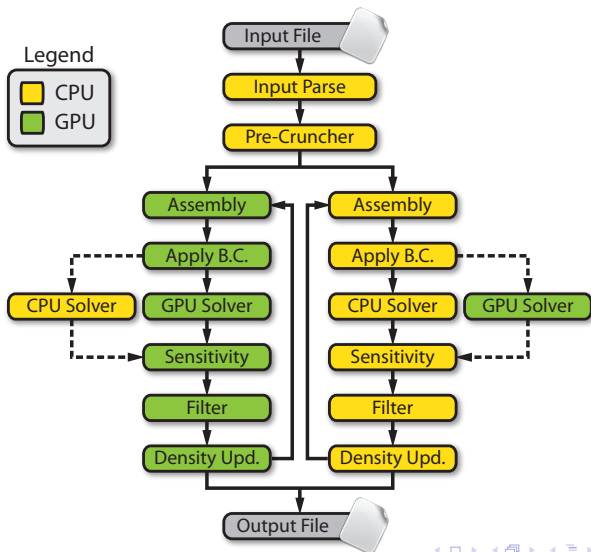 Input File
Legend
CPU
GPU
Input Parse
Pre-Cruncher
Assembly
Assembly
Apply B.C.
Apply B.C.
CPU Solver
GPU Solver
CPU Solver
GPU Solver
Sensitivity
Sensitivity
Filter
Filter
Density Upd.
Density Upd.
Output File